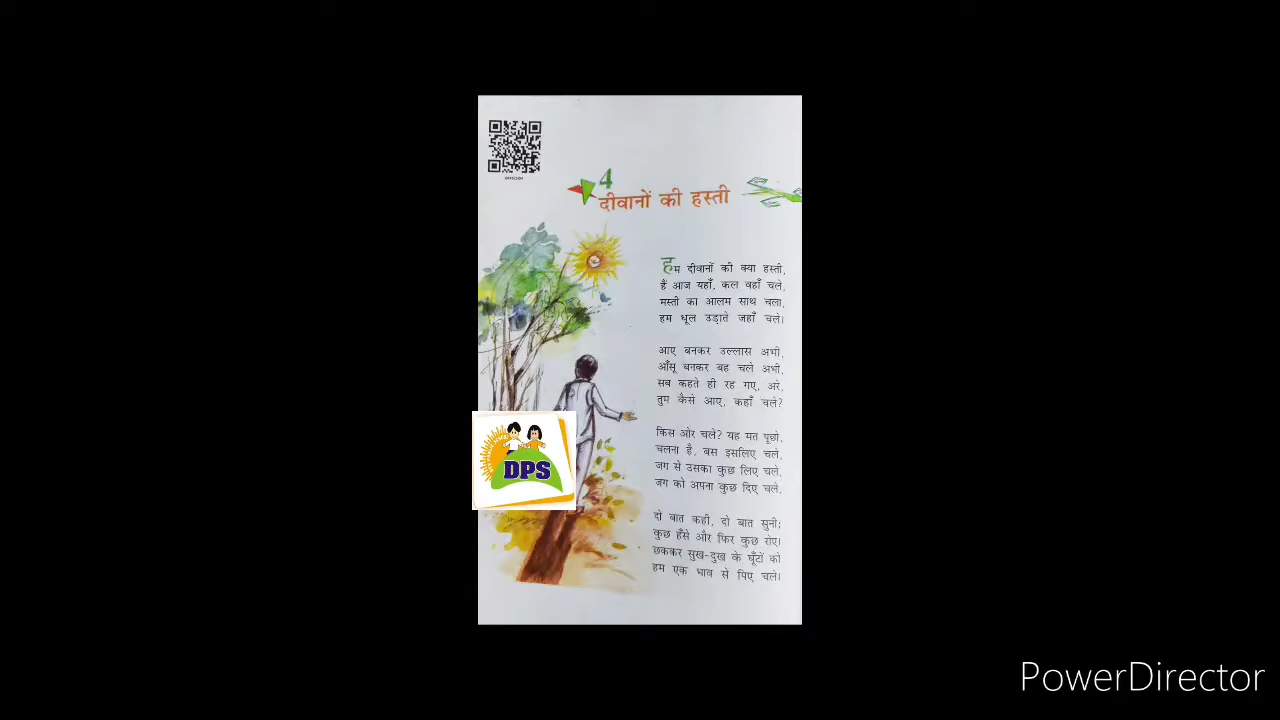 4
दीवानों की हस्ती
हम दीवानों की क्या हस्ती,
हैं आज यहाँ, कल वहाँ चले,
मस्ती का आलम साथ चला,
हम धूल उड़ाते जहाँ चले।
आए बनकर उल्लास अभी,
आँसू बनकर बह चले अभी,
सब कहते ही रह गए, अरे,
तुम कैसे आए, कहाँ चले?
किस ओर चले? यह मत पूछो,
चलना है, बस इसलिए चले,
जग से उसका कुछ लिए चले,
जग को अपना कुछ दिए चले,
दो बात कही, दो बात सुनी;
कुछ हँसे और फिर कुछ रोए।
छककर सुख-दुख के घूँटों को
हम एक भाव से पिए चले।
DPS
PowerDirector